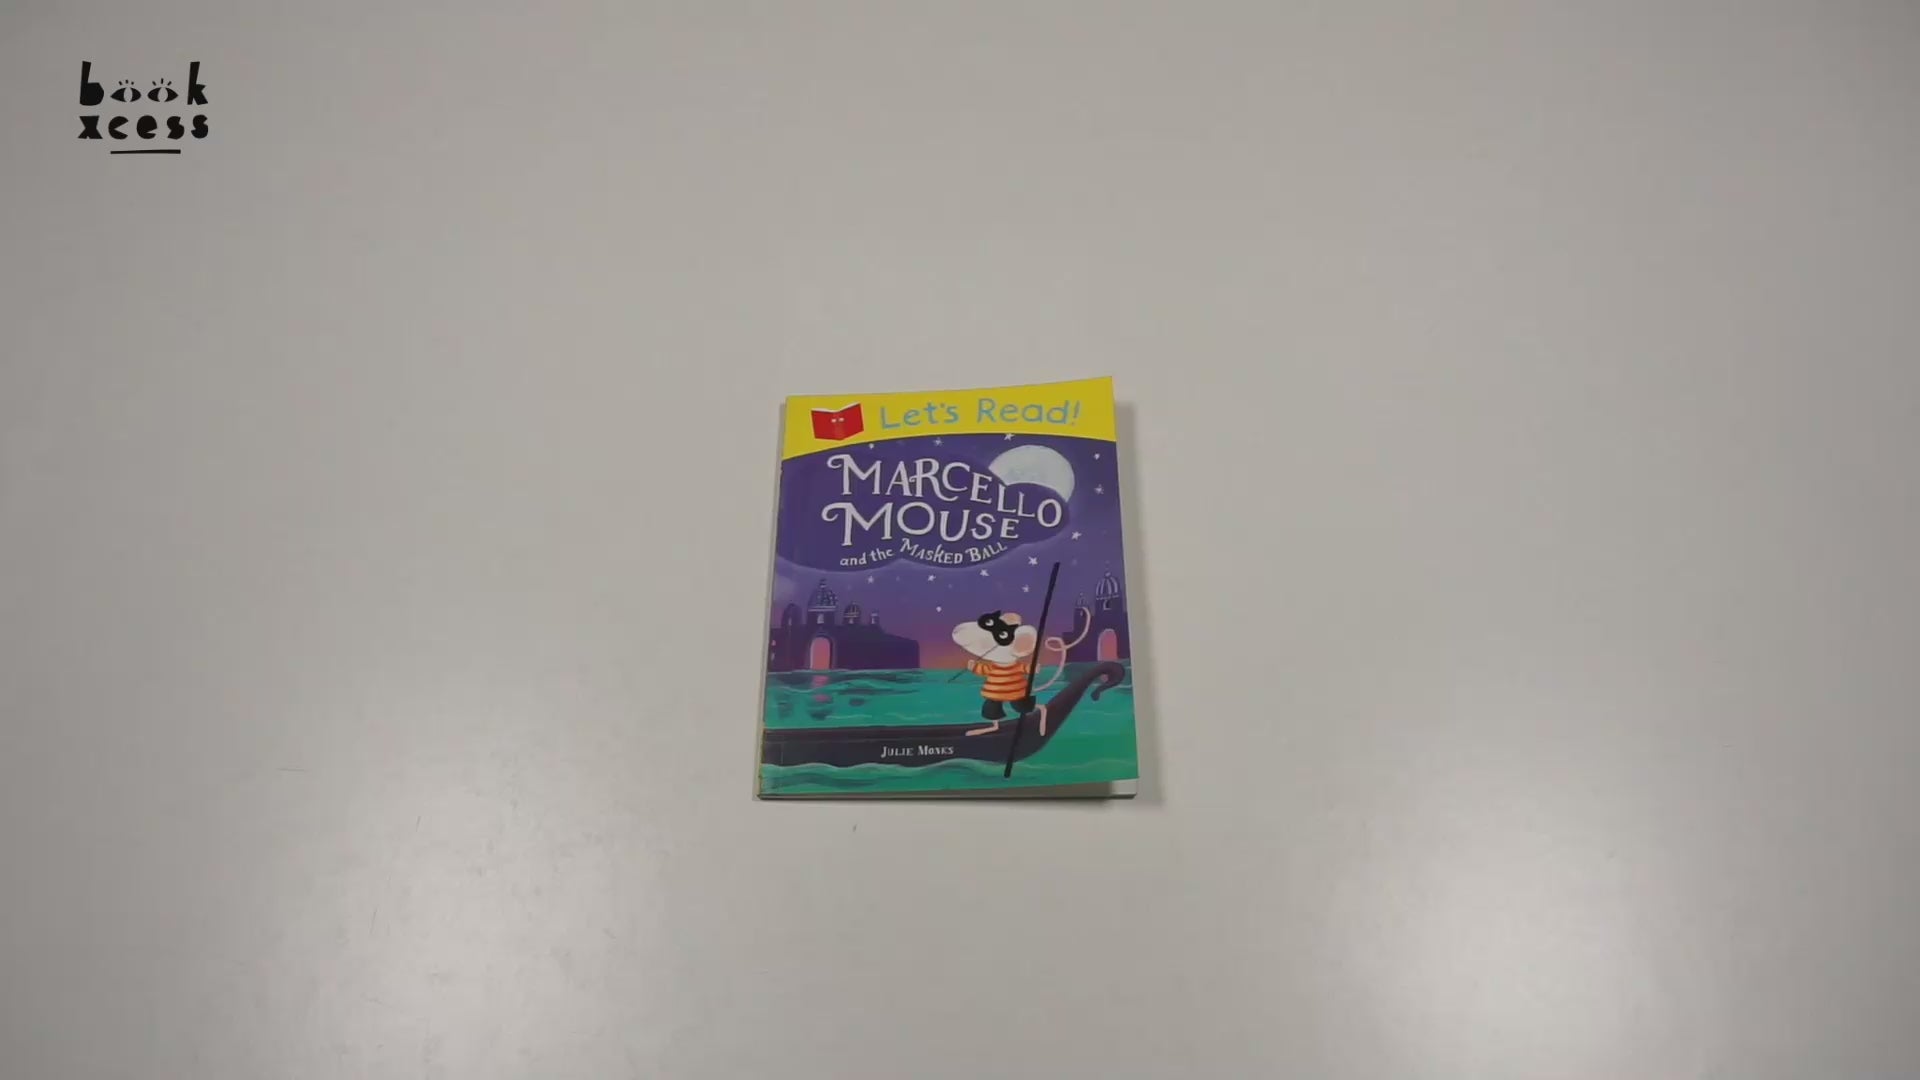 book
xcess
Let's Read!
MARCELLO
MOUSE
and the MASKED BALL
JULIE MONKS